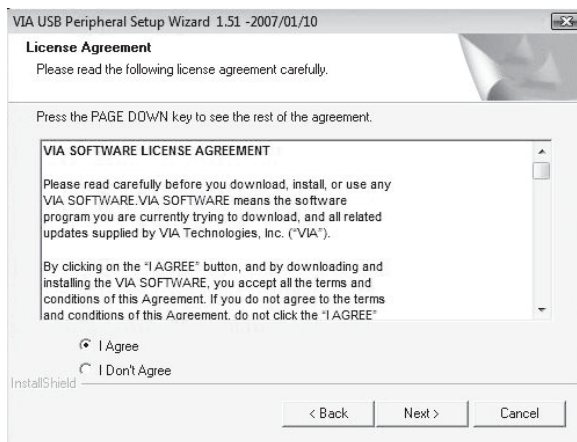 VIA USB Peripheral Setup Wizard 1.51 -2007/01/10
License Agreement
Please read the following license agreement carefully.
Press the PAGE DOWN key to see the rest of the agreement.
VIA SOFTWARE LICENSE AGREEMENT
Please read carefully before you download, install, or use any
VIA SOFTWARE.VIA SOFTWARE means the software
program you are currently trying to download, and all related
updates supplied by VIA Technologies, Inc. (“VIA”).
By clicking on the “I AGREE” button, and by downloading and
installing the VIA SOFTWARE, you accept all the terms and
conditions of this Agreement. If you do not agree to the terms
and conditions of this Agreement, do not click the “I AGREE”
I Agree
I Don't Agree
InstallShield
< Back
Next >
Cancel